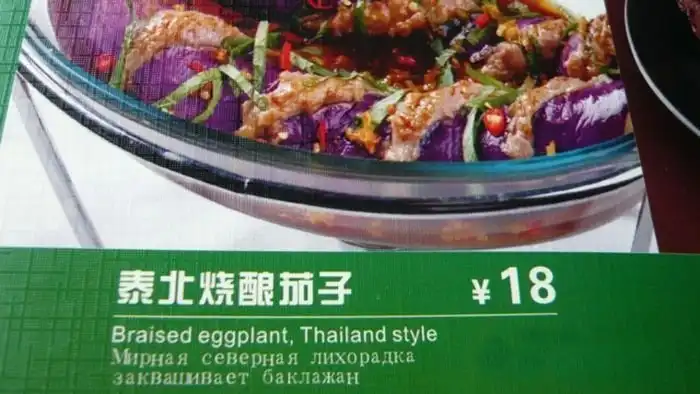 泰北烧酿茄子 ¥18
Braised eggplant, Thailand style
Мирная северная лихорадка
заквашивает баклажан